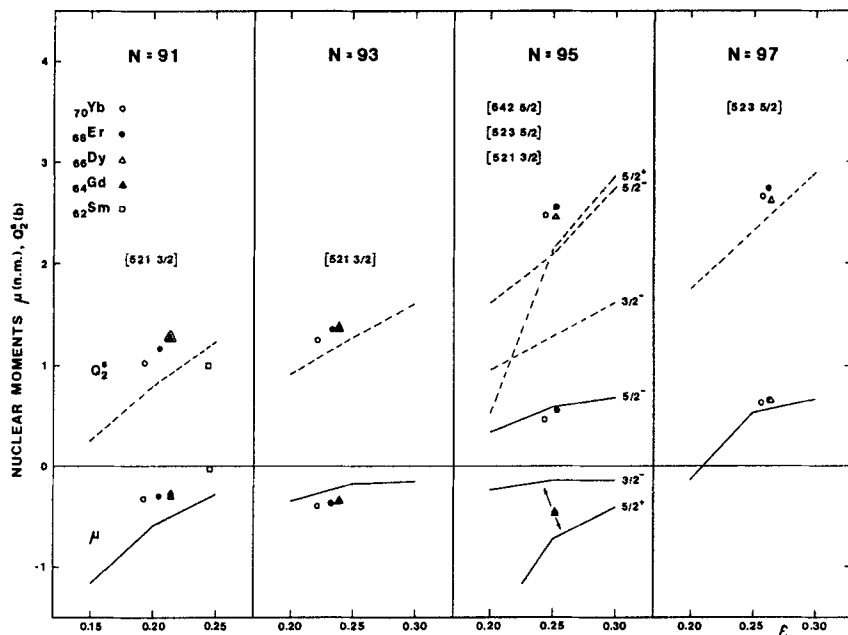 NUCLEAR MOMENTS μ(n.m.), Q₂ˢ(b)
4
3
2
1
0
-1
N = 91
N = 93
N = 95
N = 97
₇₀Yb
₆₈Er
₆₆Dy
₆₄Gd
₆₂Sm
[521 3/2]
Q₂ˢ
μ
[521 3/2]
[642 5/2]
[523 5/2]
[521 3/2]
5/2⁺
5/2⁻
3/2⁻
5/2⁻
3/2⁻
5/2⁺
[523 5/2]
0.15 0.20 0.25
0.20 0.25 0.30
0.20 0.25 0.30
0.20 0.25 0.30
ε